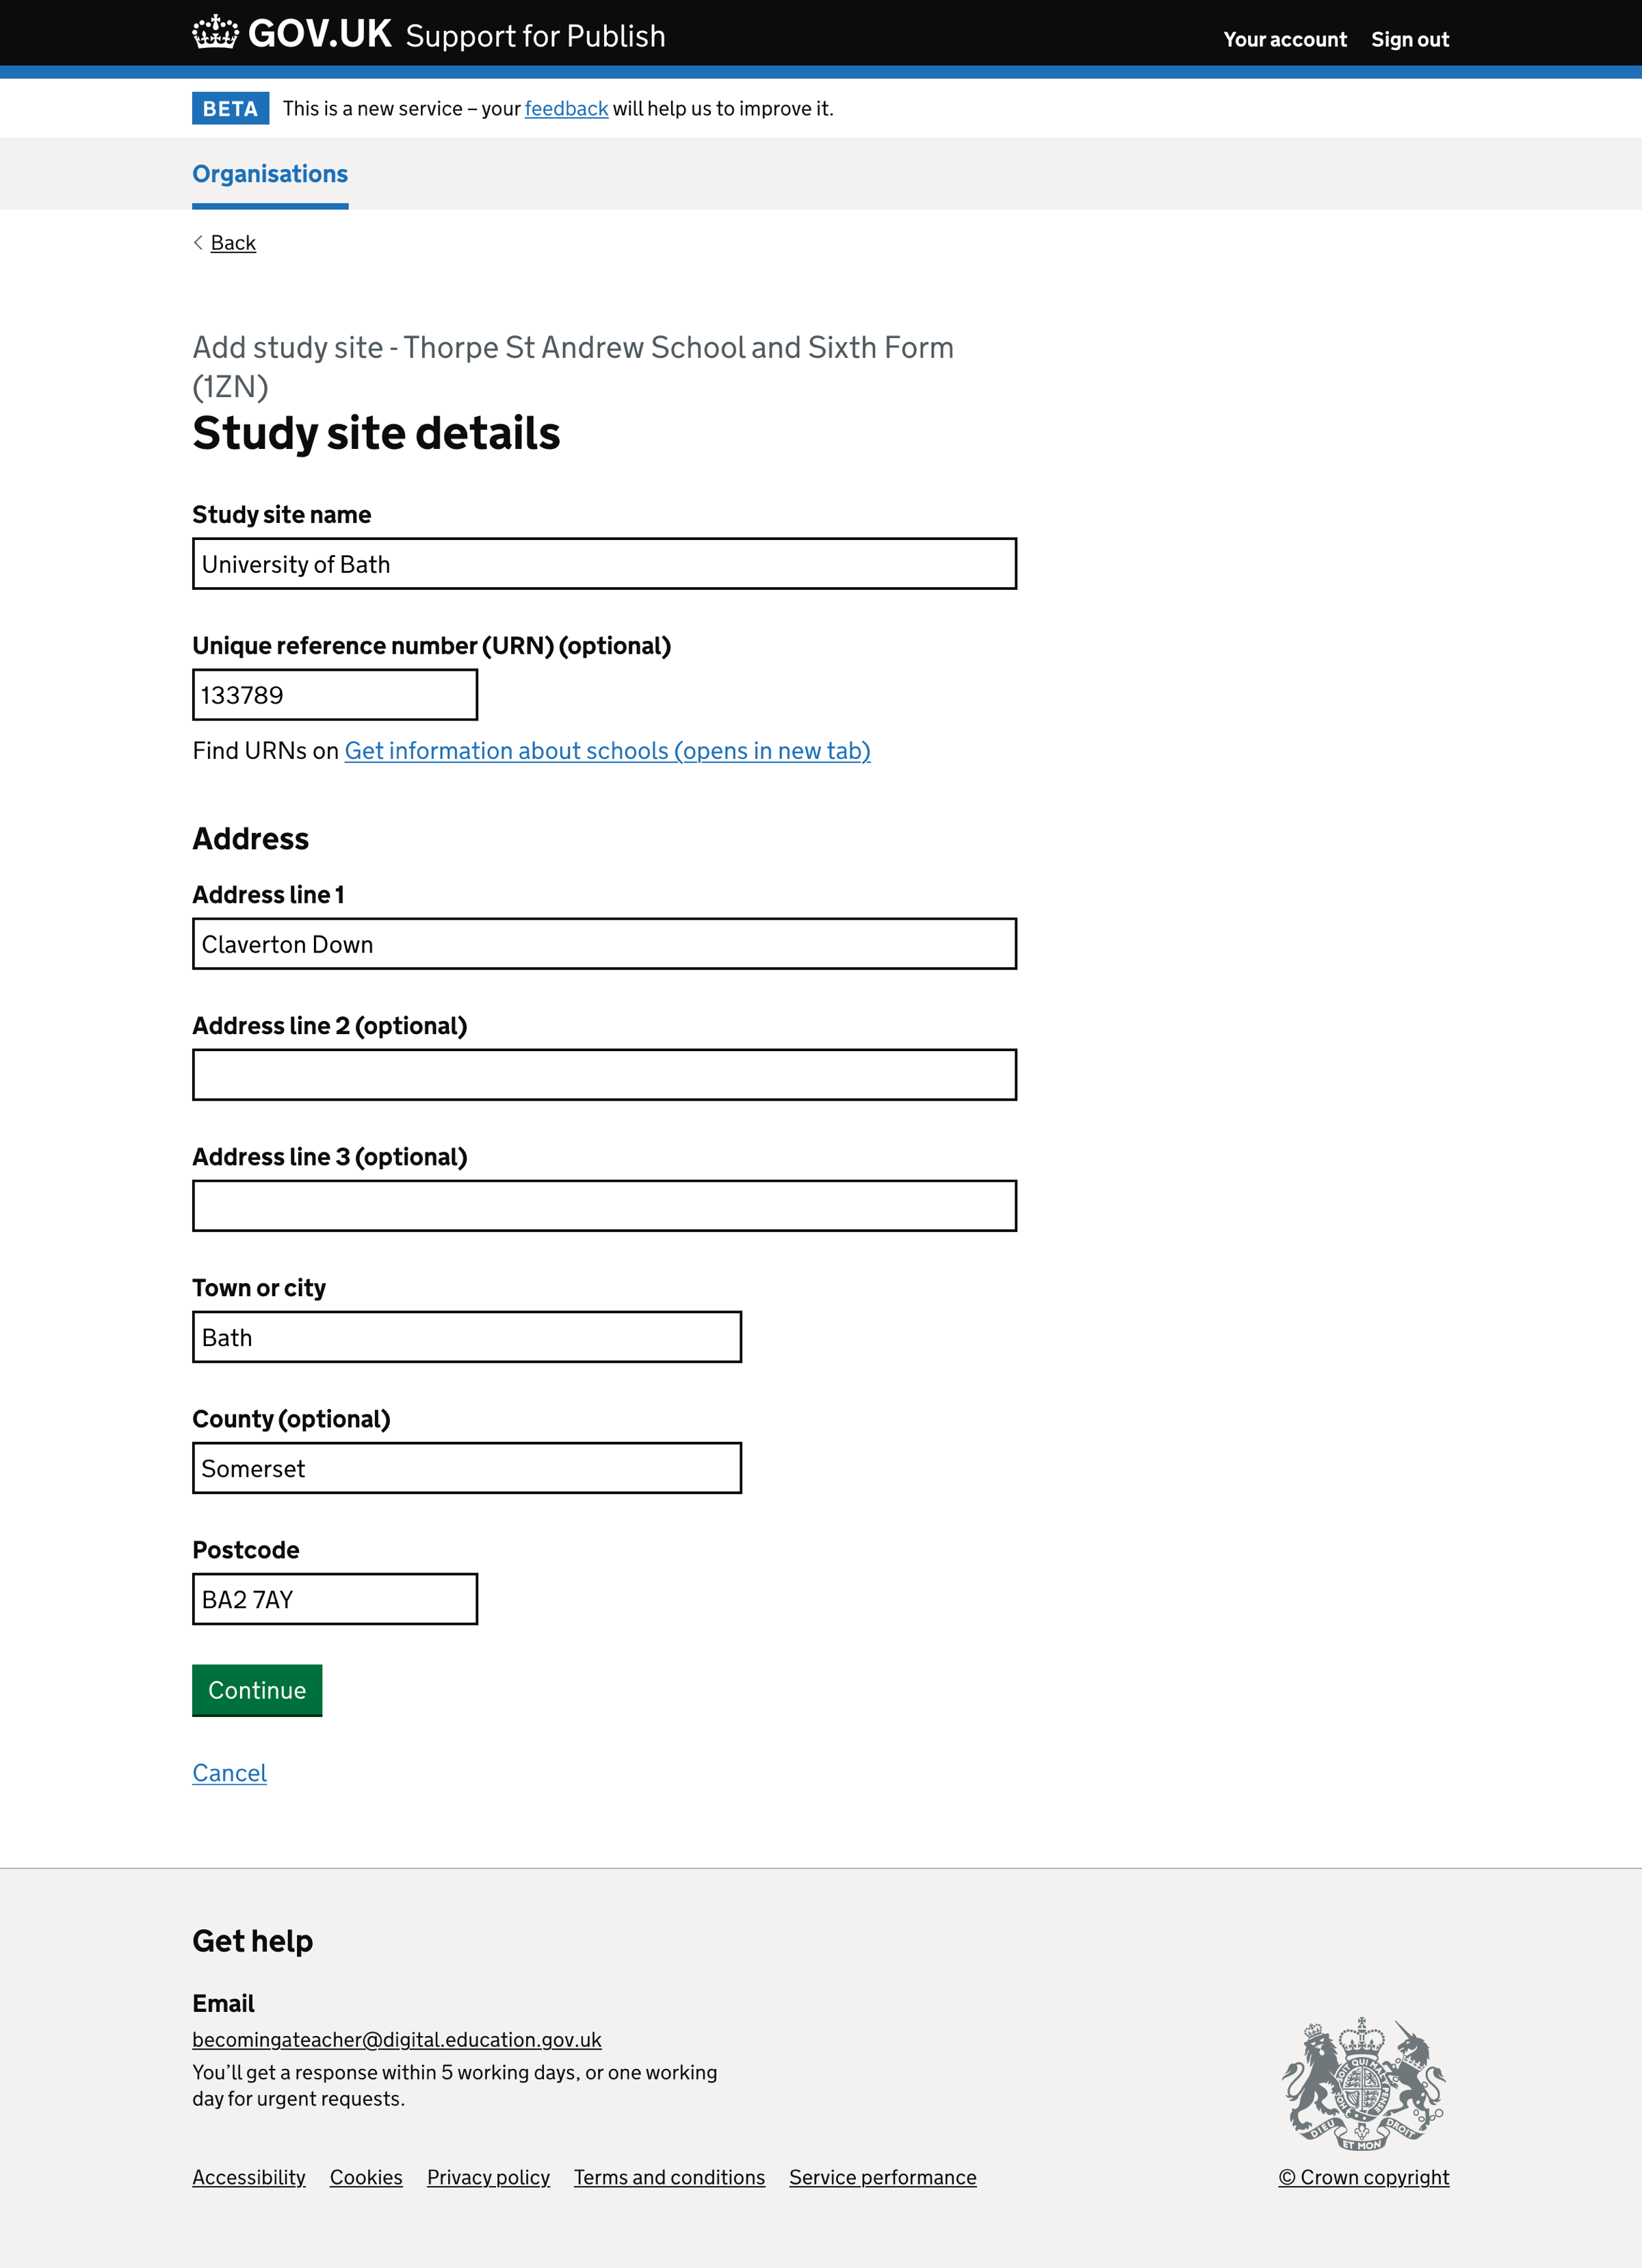 GOV.UK Support for Publish
Your account
Sign out
BETA
This is a new service – your feedback will help us to improve it.
Organisations
Back
Add study site - Thorpe St Andrew School and Sixth Form
(1ZN)
Study site details
Study site name
University of Bath
Unique reference number (URN) (optional)
133789
Find URNs on Get information about schools (opens in new tab)
Address
Address line 1
Claverton Down
Address line 2 (optional)
Address line 3 (optional)
Town or city
Bath
County (optional)
Somerset
Postcode
BA2 7AY
Continue
Cancel
Get help
Email
becomingateacher@digital.education.gov.uk
You’ll get a response within 5 working days, or one working
day for urgent requests.
DIEU ET MON DROIT
Accessibility
Cookies
Privacy policy
Terms and conditions
Service performance
© Crown copyright